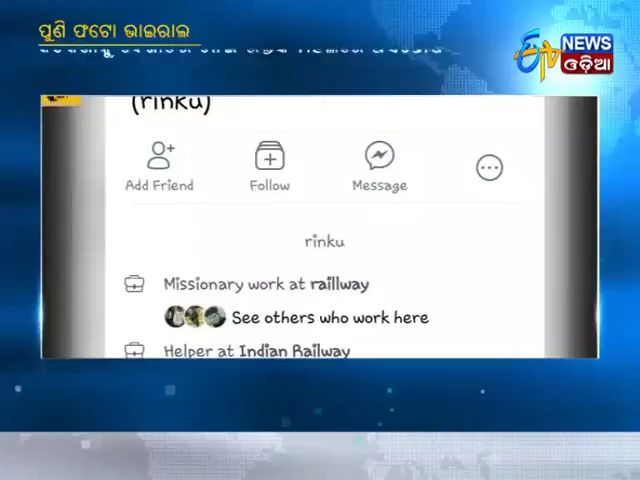 ପୁଣି ଫଟୋ ଭାଇରାଲ
ETV NEWS
ଓଡ଼ିଆ
(rinku)
Add Friend
Follow
Message
rinku
Missionary work at raillway
See others who work here
Helper at Indian Railway